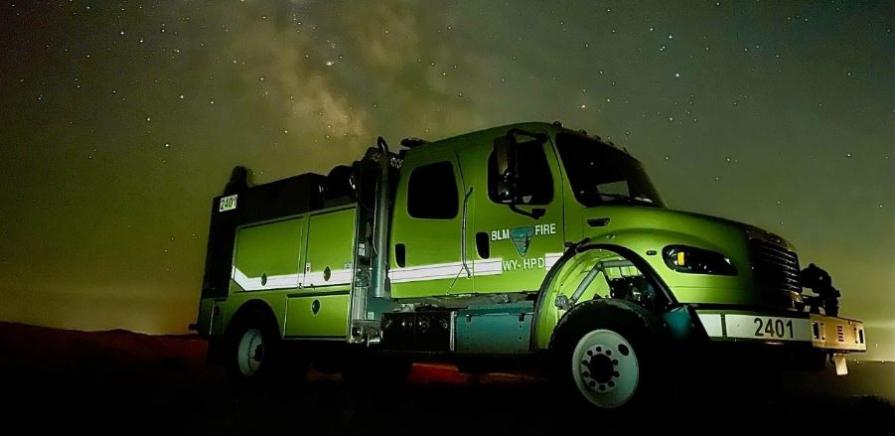 2401
BLM FIRE
WY-HPD
2401